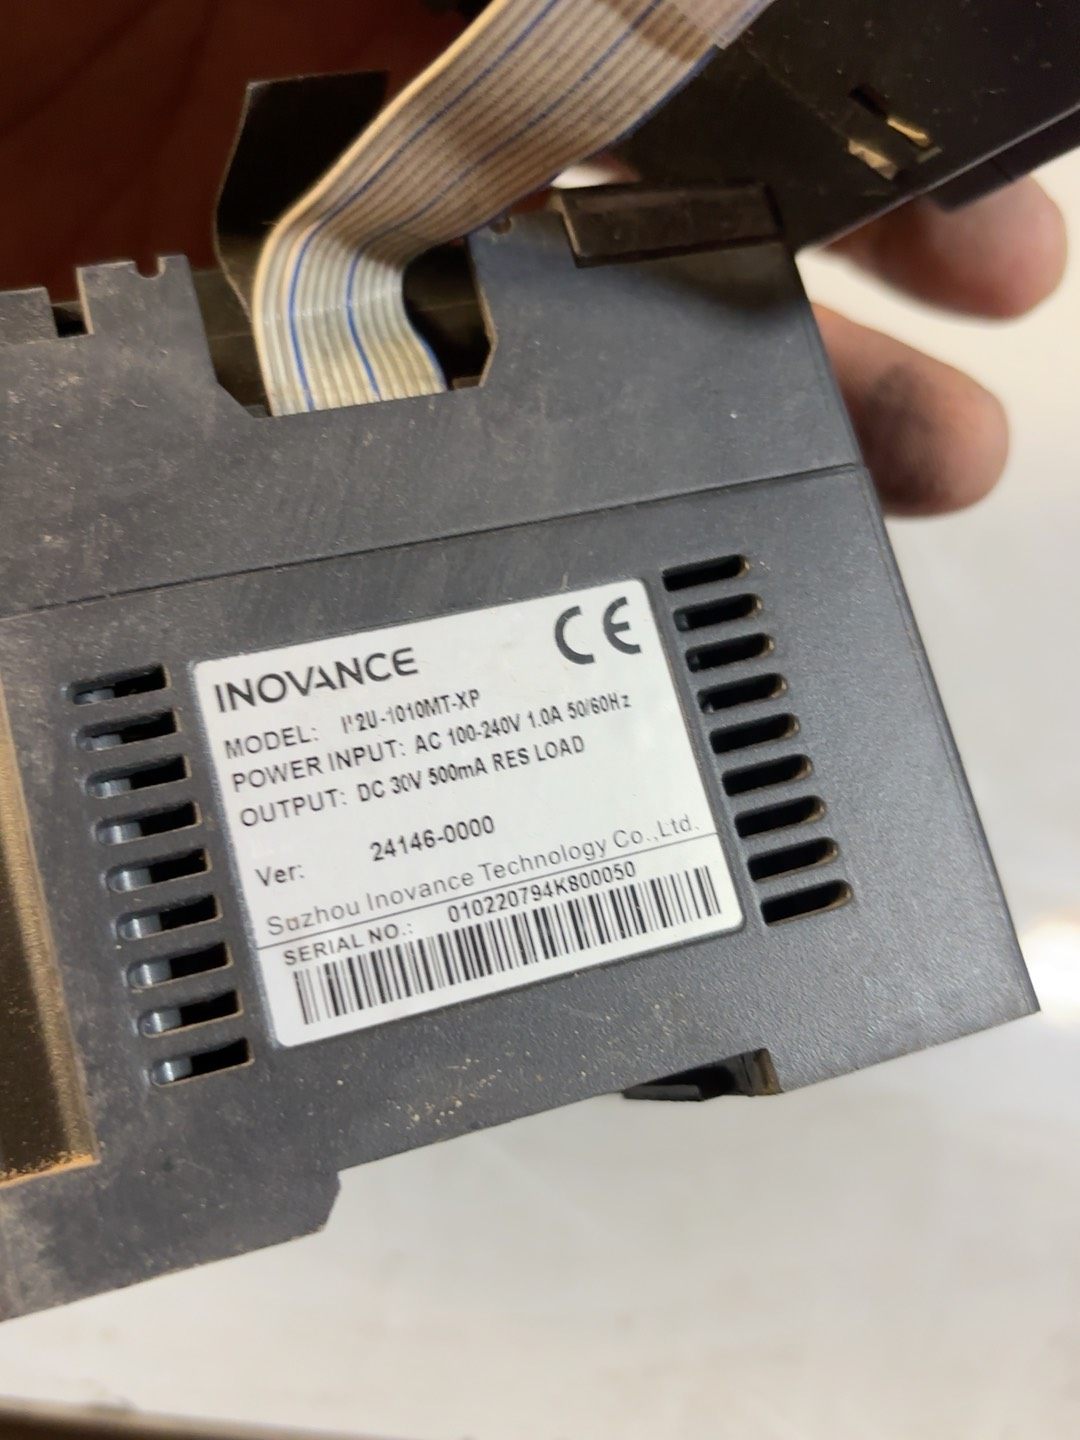 INOVANCE
CE
MODEL: 2U-1010MT-XP
POWER INPUT: AC 100-240V 1.0A 50/60Hz
OUTPUT: DC 30V 500mA RES LOAD
Ver: 24146-0000
Suzhou Inovance Technology Co.,Ltd.
SERIAL NO.: 010220794K800050